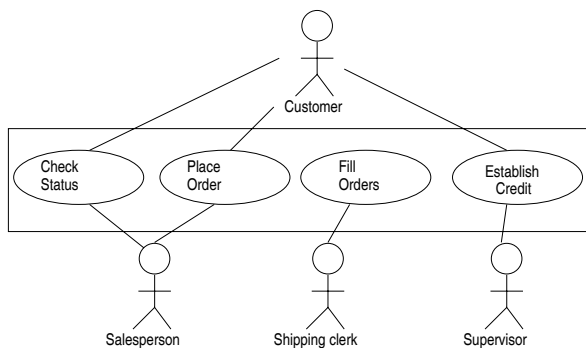 Customer
Check
Status
Place
Order
Fill
Orders
Establish
Credit
Salesperson
Shipping clerk
Supervisor